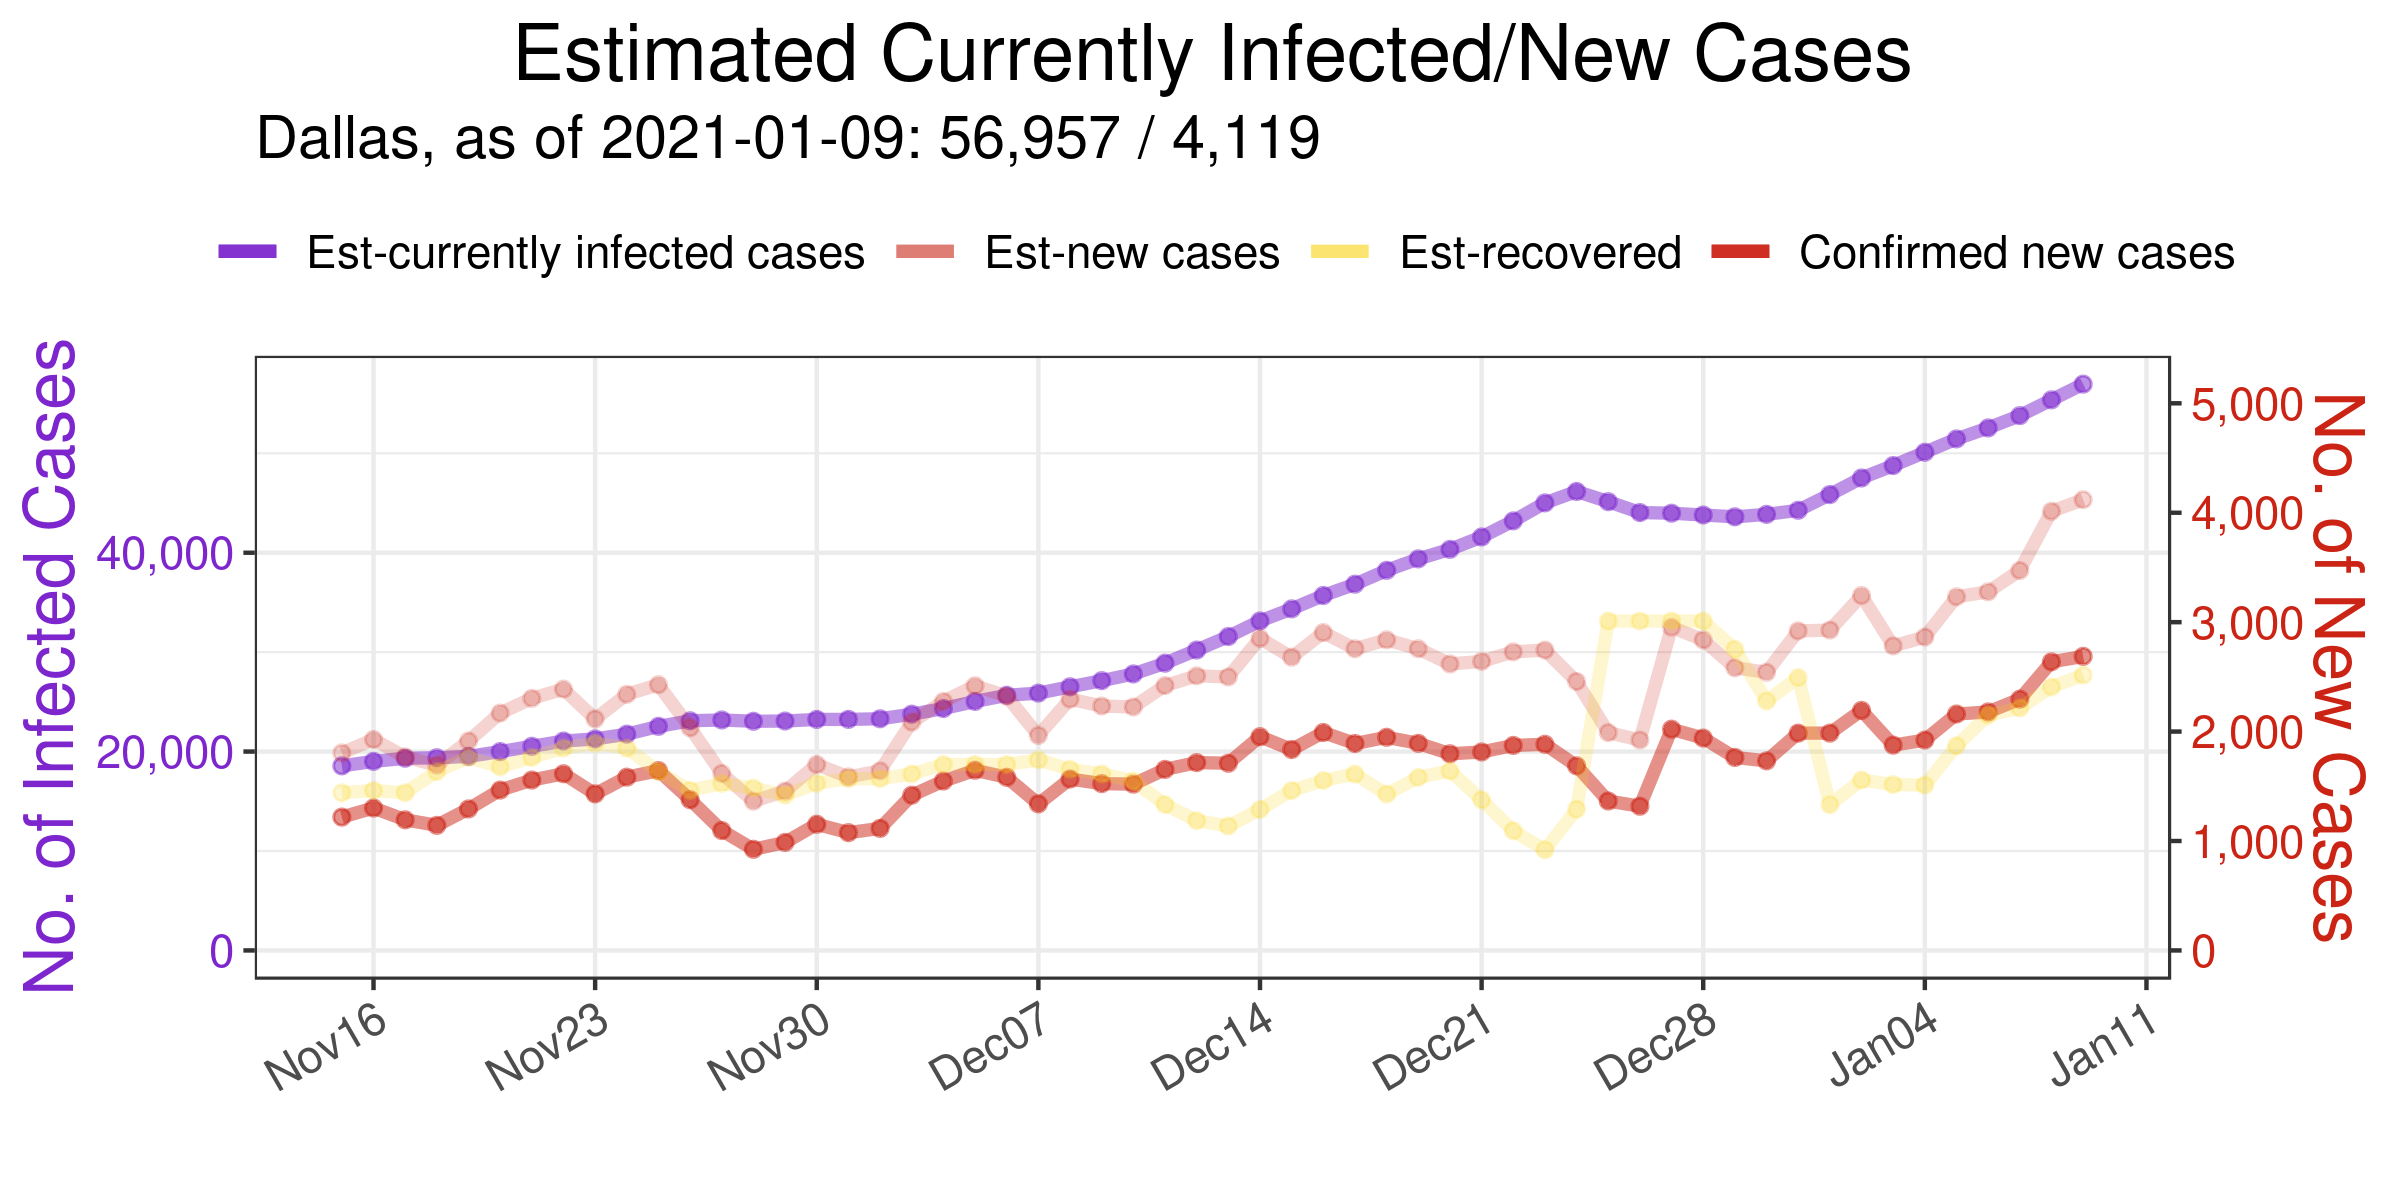 Estimated Currently Infected/New Cases
Dallas, as of 2021-01-09: 56,957 / 4,119
Est-currently infected cases Est-new cases Est-recovered Confirmed new cases
No. of Infected Cases
40,000
20,000
0
5,000
4,000
3,000
2,000
1,000
0
No. of New Cases
Nov16 Nov23 Nov30 Dec07 Dec14 Dec21 Dec28 Jan04 Jan11